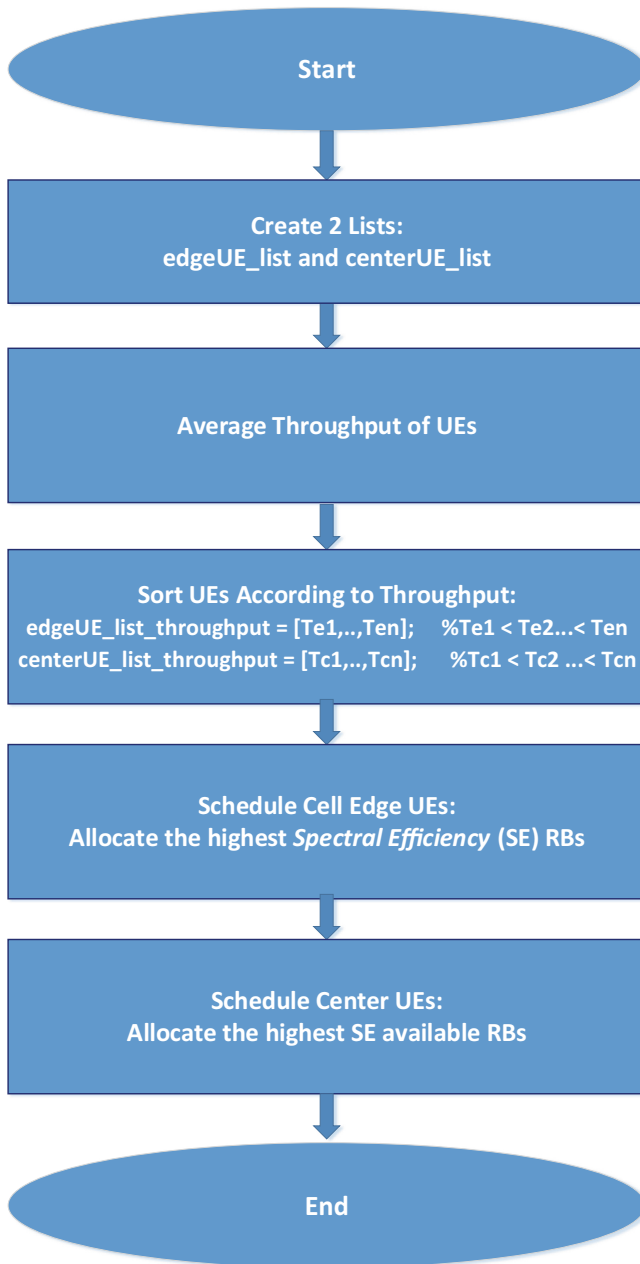 Start
Create 2 Lists:
edgeUE_list and centerUE_list
Average Throughput of UEs
Sort UEs According to Throughput:
edgeUE_list_throughput = [Te1,..,Ten]; %Te1 < Te2...< Ten
centerUE_list_throughput = [Tc1,..,Tcn]; %Tc1 < Tc2 ...< Tcn
Schedule Cell Edge UEs:
Allocate the highest Spectral Efficiency (SE) RBs
Schedule Center UEs:
Allocate the highest SE available RBs
End